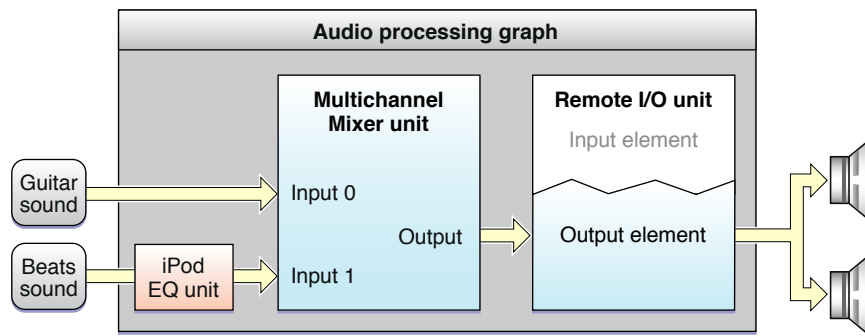 Audio processing graph
Multichannel
Mixer unit
Remote I/O unit
Input element
Guitar
sound
Input 0
Output
Output element
Beats
sound
iPod
EQ unit
Input 1